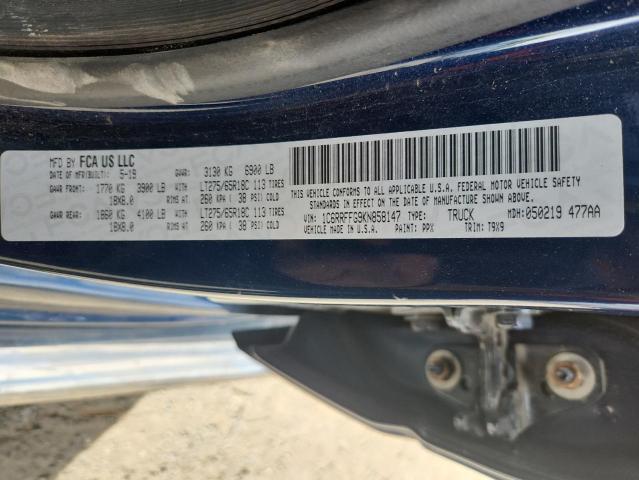 MFD BY FCA US LLC
DATE OF MFR(BUILT): 5-19 GVWR: 3130 KG 6900 LB
GAWR FRONT: 1770 KG 3900 LB WITH LT275/65R18C 113 TIRES
18X8.0 RIMS AT 260 KPA ( 38 PSI) COLD
GAWR REAR: 1860 KG 4100 LB WITH LT275/65R18C 113 TIRES
18X8.0 RIMS AT 260 KPA ( 38 PSI) COLD
THIS VEHICLE CONFORMS TO ALL APPLICABLE U.S.A. FEDERAL MOTOR VEHICLE SAFETY
STANDARDS IN EFFECT ON THE DATE OF MANUFACTURE SHOWN ABOVE.
VIN: 1C6RRFFG9KN858147 TYPE: TRUCK MDH: 050219 477AA
VEHICLE MADE IN U.S.A. PAINT: PPX TRIM: T9X9